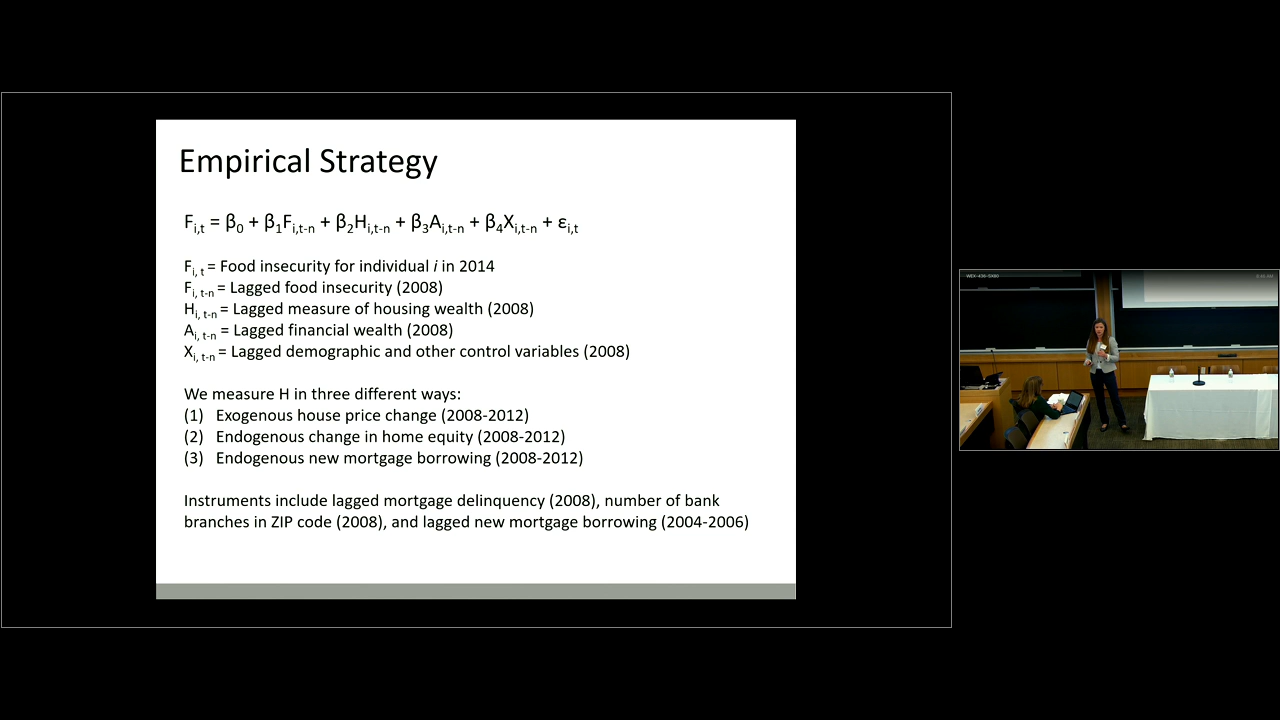 Empirical Strategy
Fi,t = β0 + β1Fi,t-n + β2Hi,t-n + β3Ai,t-n + β4Xi,t-n + εi,t
Fi, t = Food insecurity for individual i in 2014
Fi, t-n = Lagged food insecurity (2008)
Hi, t-n = Lagged measure of housing wealth (2008)
Ai, t-n = Lagged financial wealth (2008)
Xi, t-n = Lagged demographic and other control variables (2008)
We measure H in three different ways:
(1) Exogenous house price change (2008-2012)
(2) Endogenous change in home equity (2008-2012)
(3) Endogenous new mortgage borrowing (2008-2012)
Instruments include lagged mortgage delinquency (2008), number of bank
branches in ZIP code (2008), and lagged new mortgage borrowing (2004-2006)